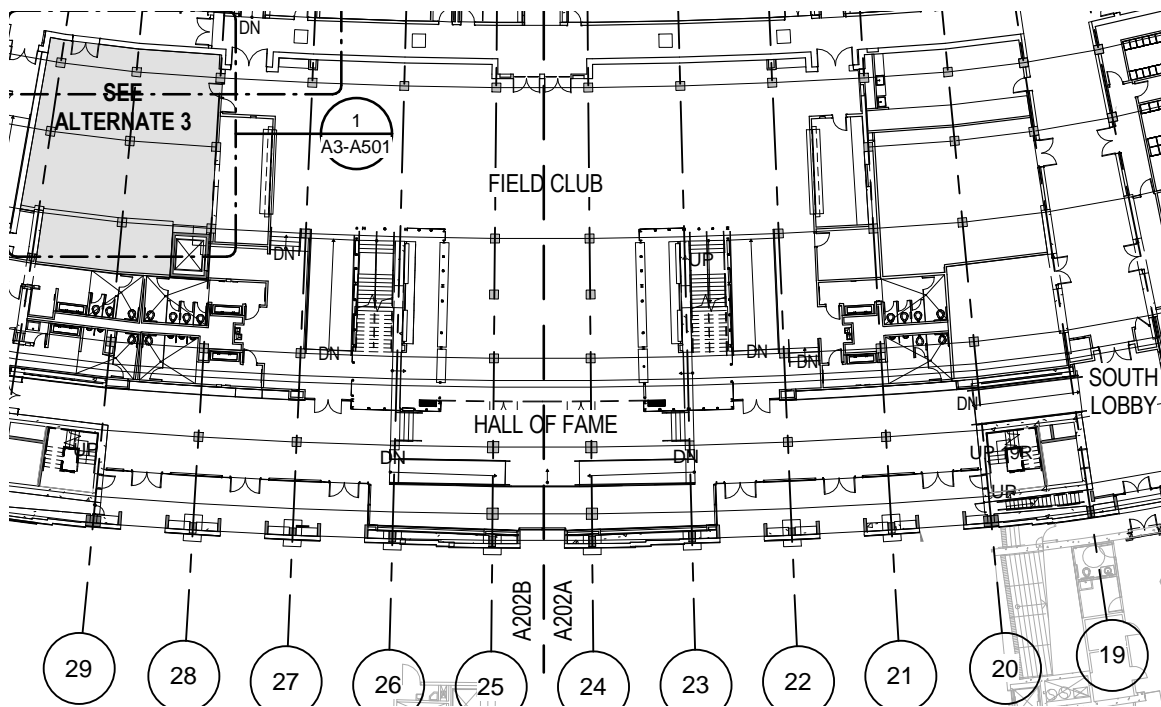 DN
SEE
ALTERNATE 3
1
A3-A501
FIELD CLUB
DN
UP
DN
DN
DN
SOUTH
LOBBY
DN
HALL OF FAME
DN
DN
UP 19R
UP
A202B
A202A
29
28
27
26
25
24
23
22
21
20
19